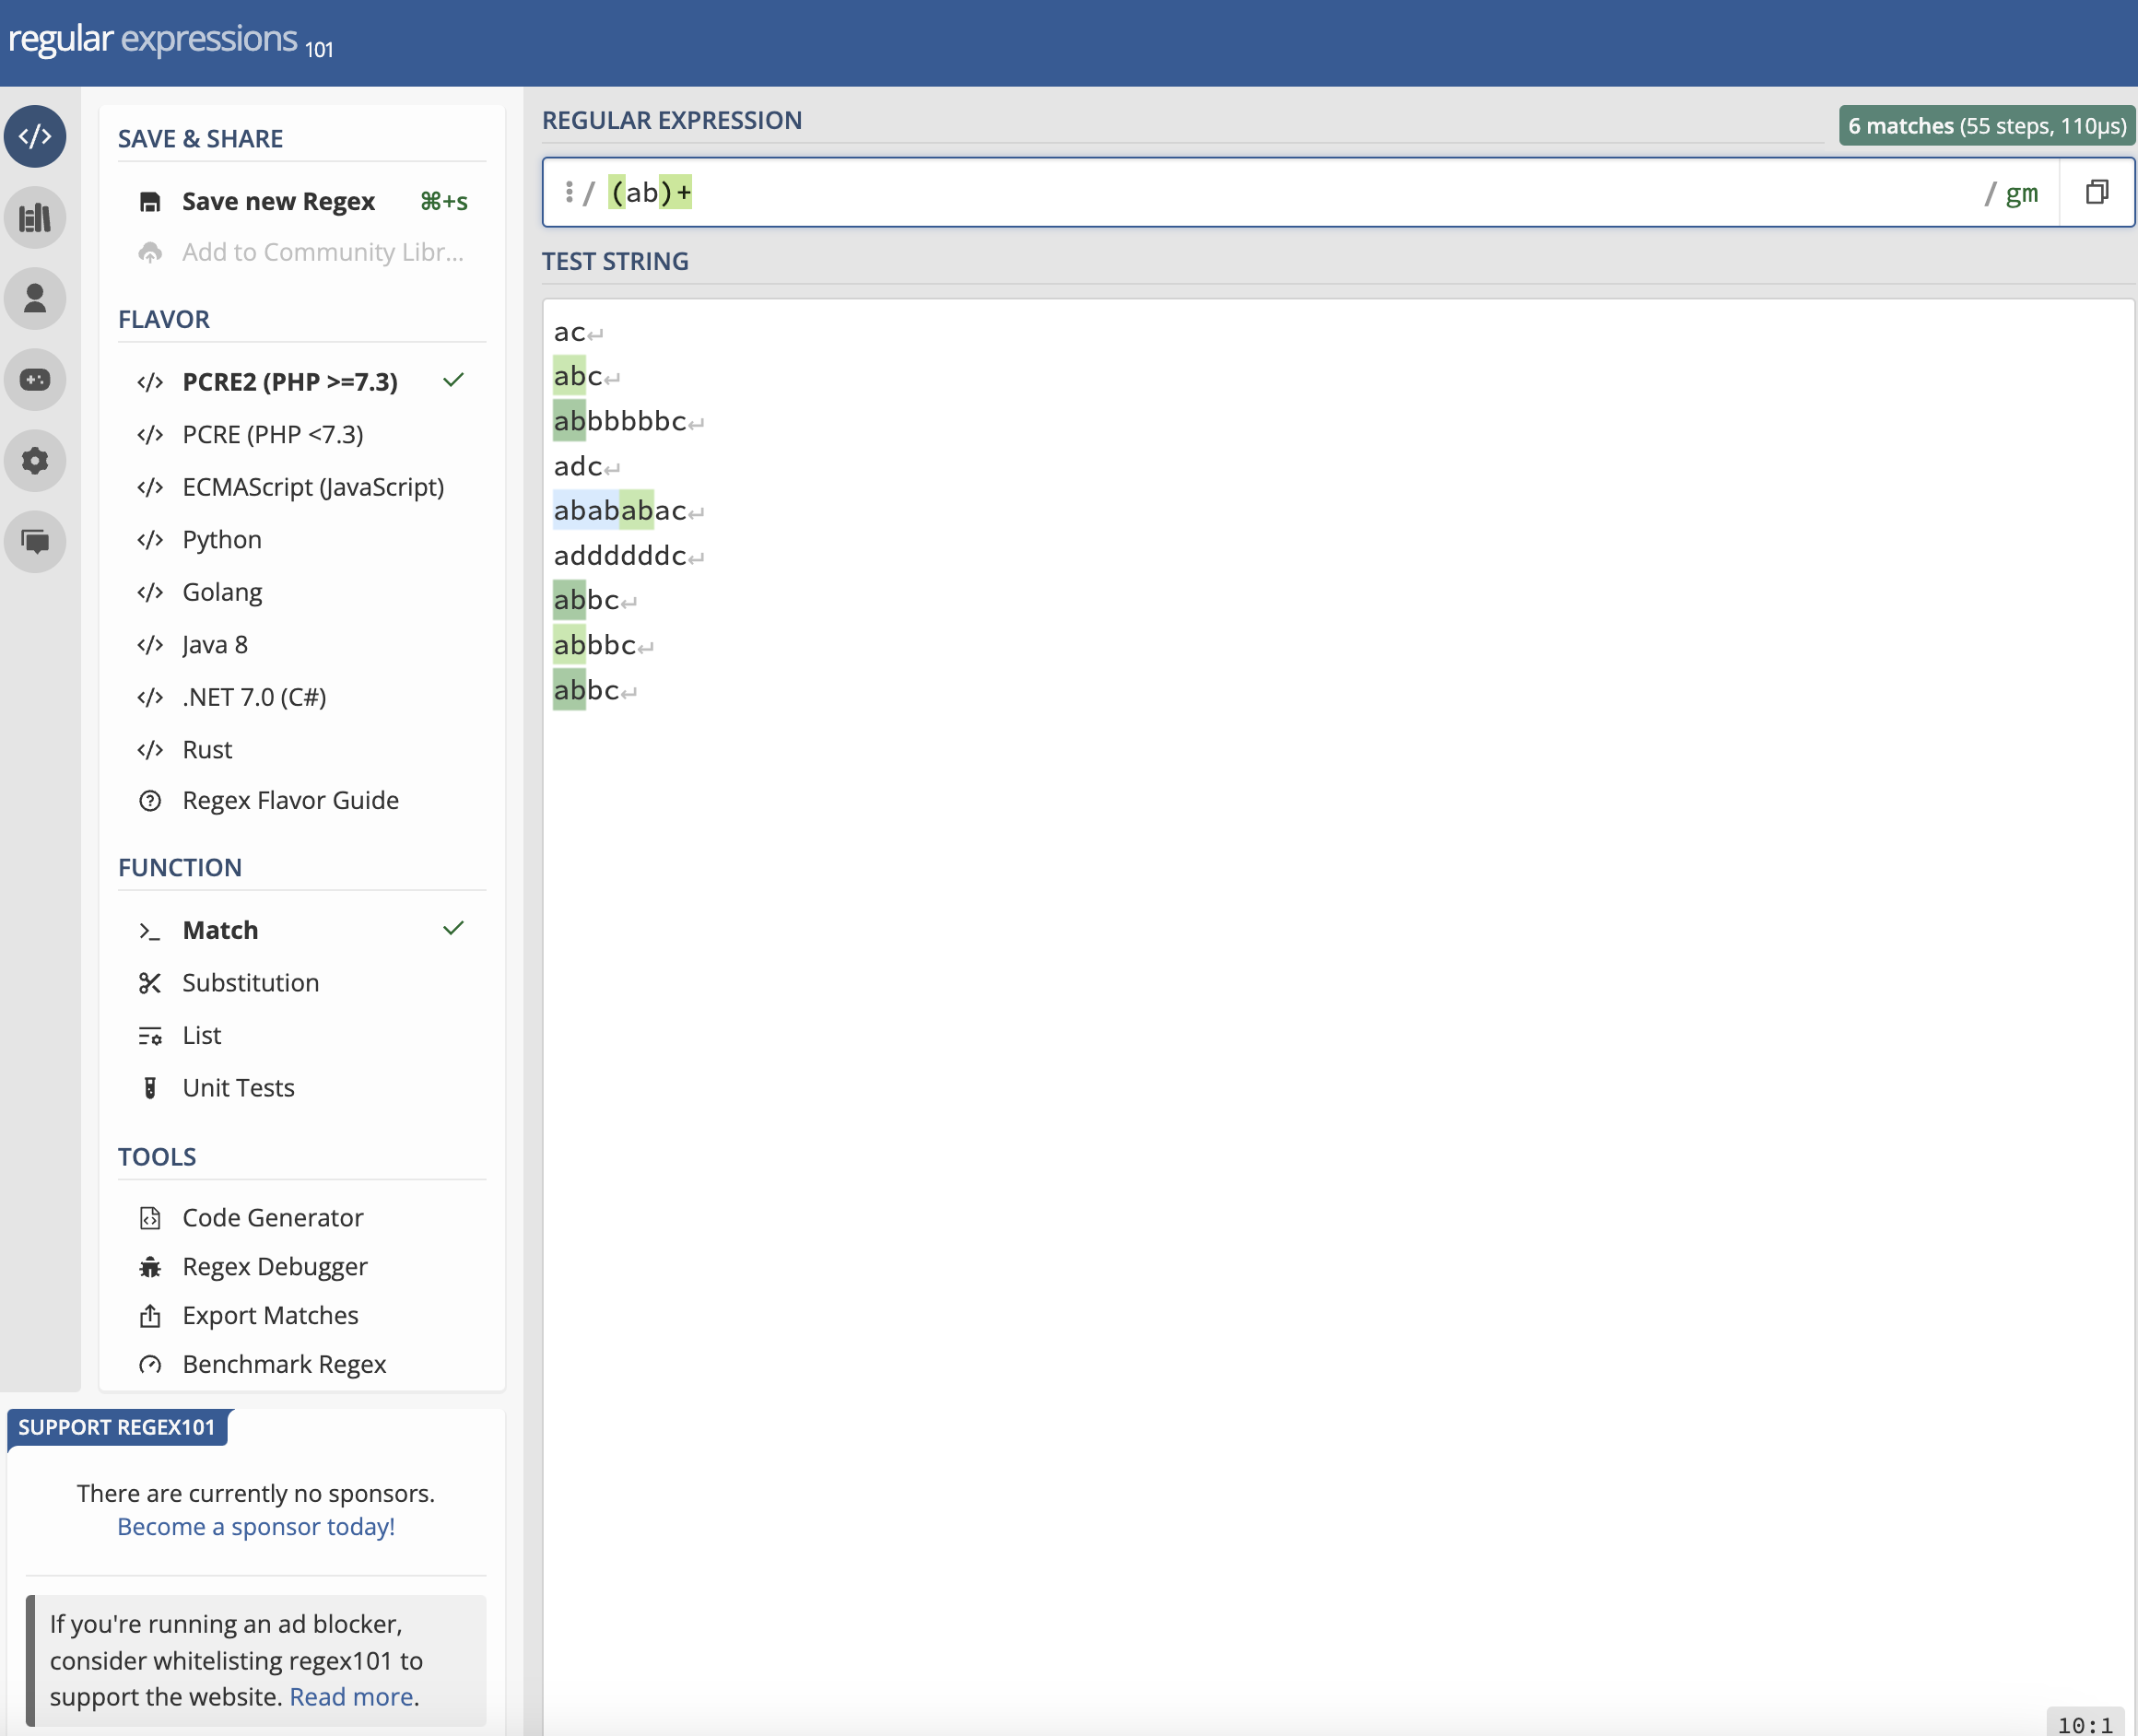 regular expressions 101
SAVE & SHARE
Save new Regex ⌘+s
Add to Community Libr...
FLAVOR
</> PCRE2 (PHP >=7.3)
</> PCRE (PHP <7.3)
</> ECMAScript (JavaScript)
</> Python
</> Golang
</> Java 8
</> .NET 7.0 (C#)
</> Rust
Regex Flavor Guide
FUNCTION
Match
Substitution
List
Unit Tests
TOOLS
Code Generator
Regex Debugger
Export Matches
Benchmark Regex
SUPPORT REGEX101
There are currently no sponsors.
Become a sponsor today!
If you're running an ad blocker,
consider whitelisting regex101 to
support the website. Read more.
REGULAR EXPRESSION
6 matches (55 steps, 110μs)
/ (ab)+ / gm
TEST STRING
ac↵
abc↵
abbbbbbc↵
adc↵
abababac↵
addddddc↵
abbc↵
abbbc↵
abbc↵
10:1